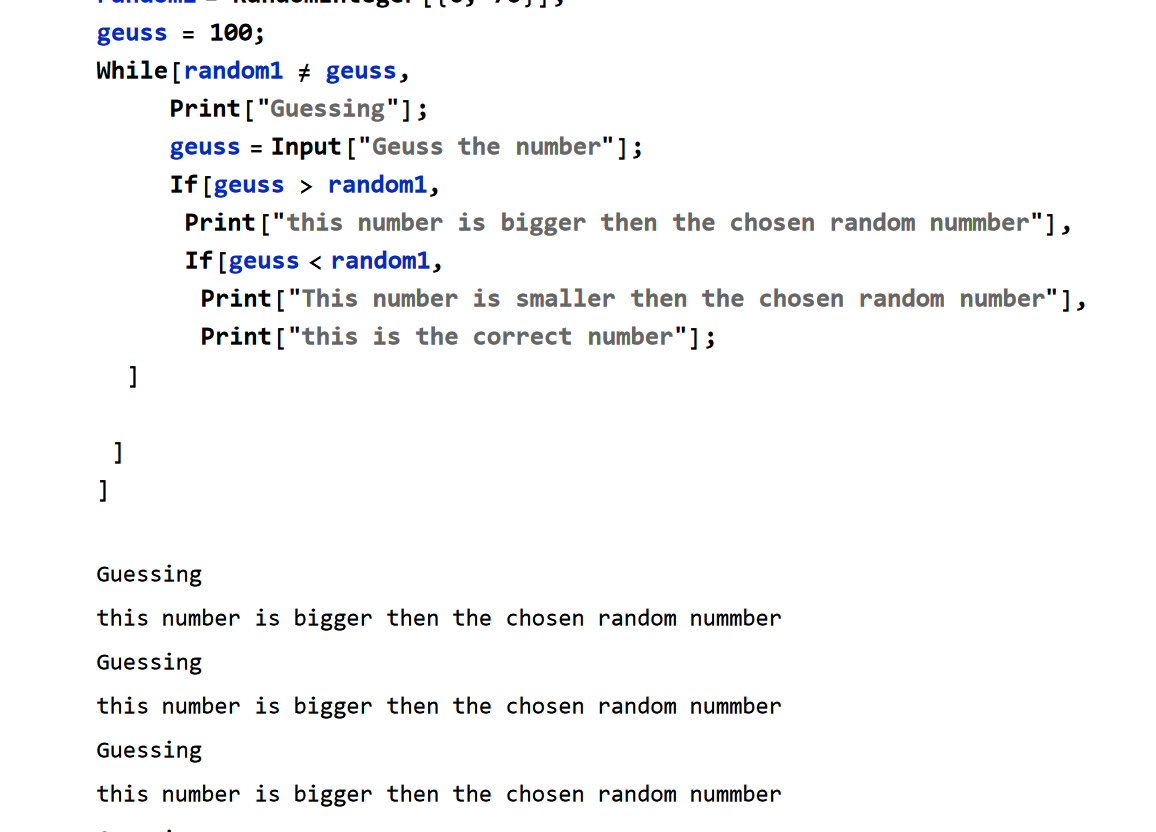 geuss = 100;
While[random1 ≠ geuss,
Print["Guessing"];
geuss = Input["Geuss the number"];
If[geuss > random1,
Print["this number is bigger then the chosen random nummber"],
If[geuss < random1,
Print["This number is smaller then the chosen random number"],
Print["this is the correct number"];
]
]
]
Guessing
this number is bigger then the chosen random nummber
Guessing
this number is bigger then the chosen random nummber
Guessing
this number is bigger then the chosen random nummber